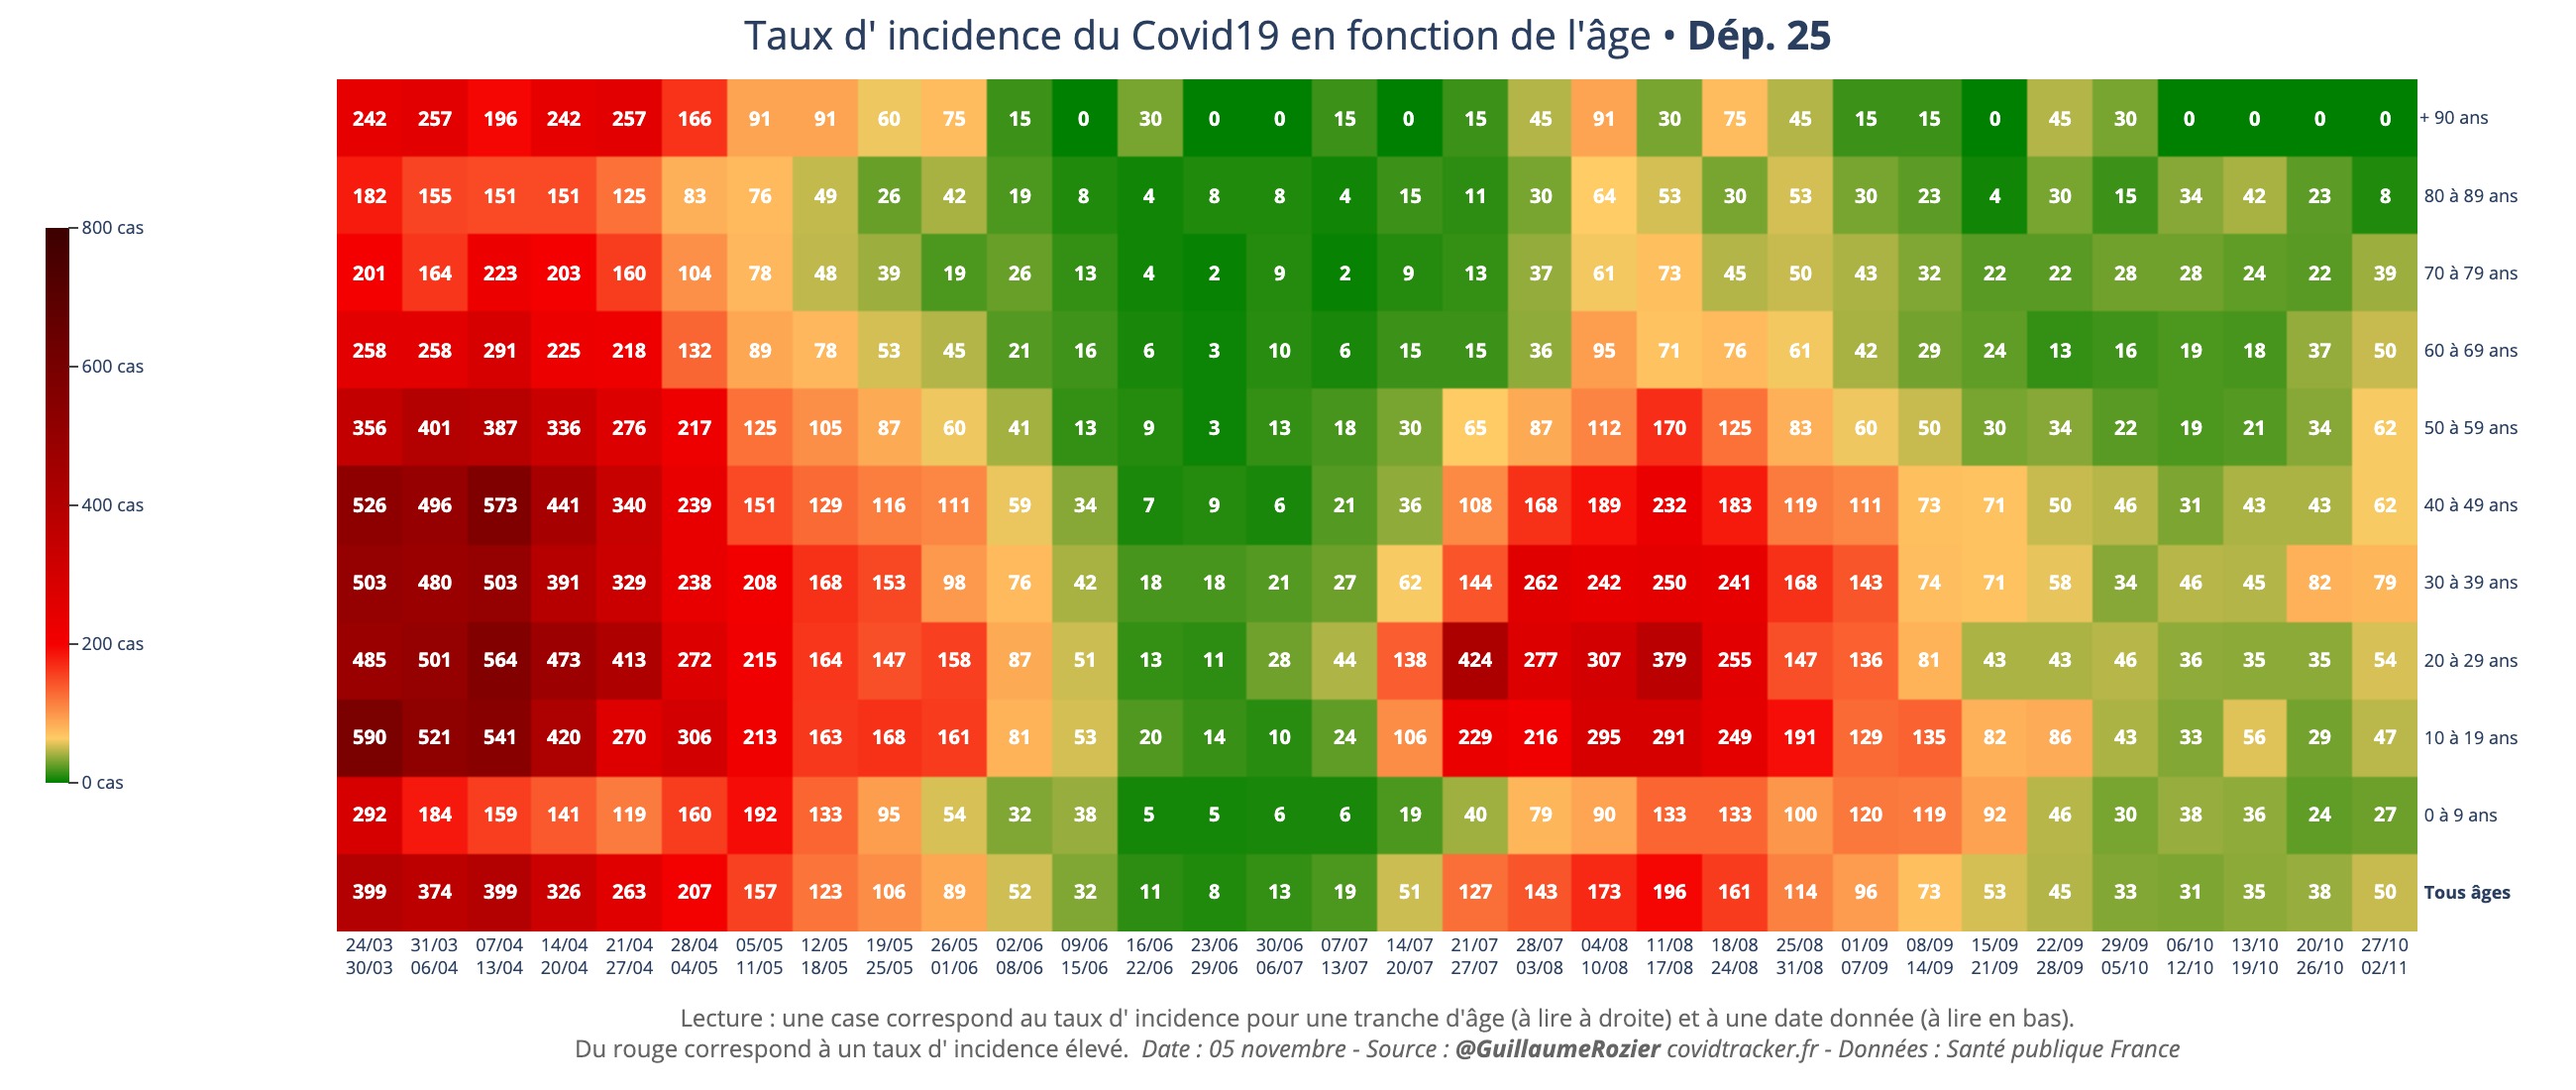 Taux d' incidence du Covid19 en fonction de l'âge • Dép. 25
242 257 196 242 257 166 91 91 60 75 15 0 30 0 0 15 0 15 45 91 30 75 45 15 15 0 45 30 0 0 0 0 + 90 ans
182 155 151 151 125 83 76 49 26 42 19 8 4 8 8 4 15 11 30 64 53 30 53 30 23 4 30 15 34 42 23 8 80 à 89 ans
201 164 223 203 160 104 78 48 39 19 26 13 4 2 9 2 9 13 37 61 73 45 50 43 32 22 22 28 28 24 22 39 70 à 79 ans
258 258 291 225 218 132 89 78 53 45 21 16 6 3 10 6 15 15 36 95 71 76 61 42 29 24 13 16 19 18 37 50 60 à 69 ans
356 401 387 336 276 217 125 105 87 60 41 13 9 3 13 18 30 65 87 112 170 125 83 60 50 30 34 22 19 21 34 62 50 à 59 ans
526 496 573 441 340 239 151 129 116 111 59 34 7 9 6 21 36 108 168 189 232 183 119 111 73 71 50 46 31 43 43 62 40 à 49 ans
503 480 503 391 329 238 208 168 153 98 76 42 18 18 21 27 62 144 262 242 250 241 168 143 74 71 58 34 46 45 82 79 30 à 39 ans
485 501 564 473 413 272 215 164 147 158 87 51 13 11 28 44 138 424 277 307 379 255 147 136 81 43 43 46 36 35 35 54 20 à 29 ans
590 521 541 420 270 306 213 163 168 161 81 53 20 14 10 24 106 229 216 295 291 249 191 129 135 82 86 43 33 56 29 47 10 à 19 ans
292 184 159 141 119 160 192 133 95 54 32 38 5 5 6 6 19 40 79 90 133 133 100 120 119 92 46 30 38 36 24 27 0 à 9 ans
399 374 399 326 263 207 157 123 106 89 52 32 11 8 13 19 51 127 143 173 196 161 114 96 73 53 45 33 31 35 38 50 Tous âges
24/03 31/03 07/04 14/04 21/04 28/04 05/05 12/05 19/05 26/05 02/06 09/06 16/06 23/06 30/06 07/07 14/07 21/07 28/07 04/08 11/08 18/08 25/08 01/09 08/09 15/09 22/09 29/09 06/10 13/10 20/10 27/10
30/03 06/04 13/04 20/04 27/04 04/05 11/05 18/05 25/05 01/06 08/06 15/06 22/06 29/06 06/07 13/07 20/07 27/07 03/08 10/08 17/08 24/08 31/08 07/09 14/09 21/09 28/09 05/10 12/10 19/10 26/10 02/11
800 cas
600 cas
400 cas
200 cas
0 cas
Lecture : une case correspond au taux d' incidence pour une tranche d'âge (à lire à droite) et à une date donnée (à lire en bas).
Du rouge correspond à un taux d' incidence élevé. Date : 05 novembre - Source : @GuillaumeRozier covidtracker.fr - Données : Santé publique France